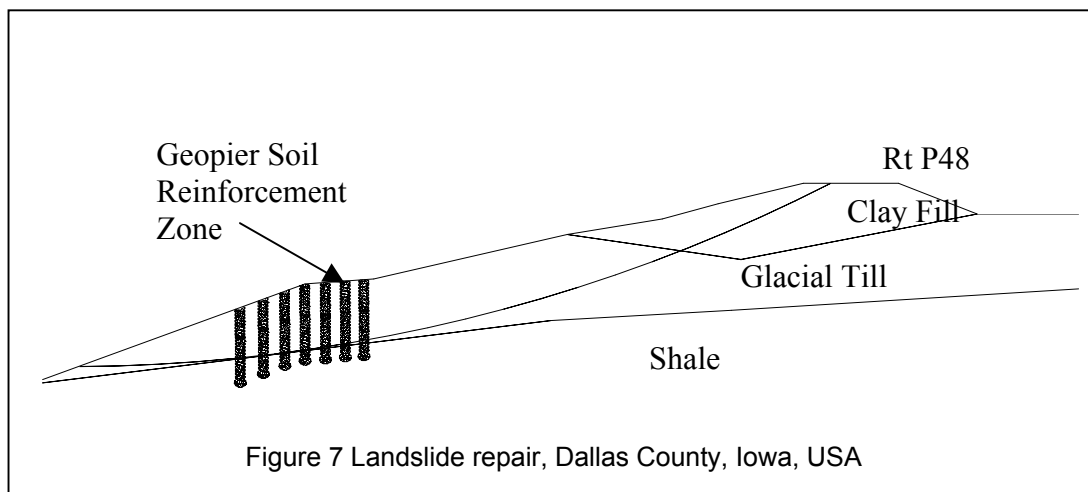 Geopier Soil
Reinforcement
Zone
Rt P48
Clay Fill
Glacial Till
Shale
Figure 7 Landslide repair, Dallas County, Iowa, USA